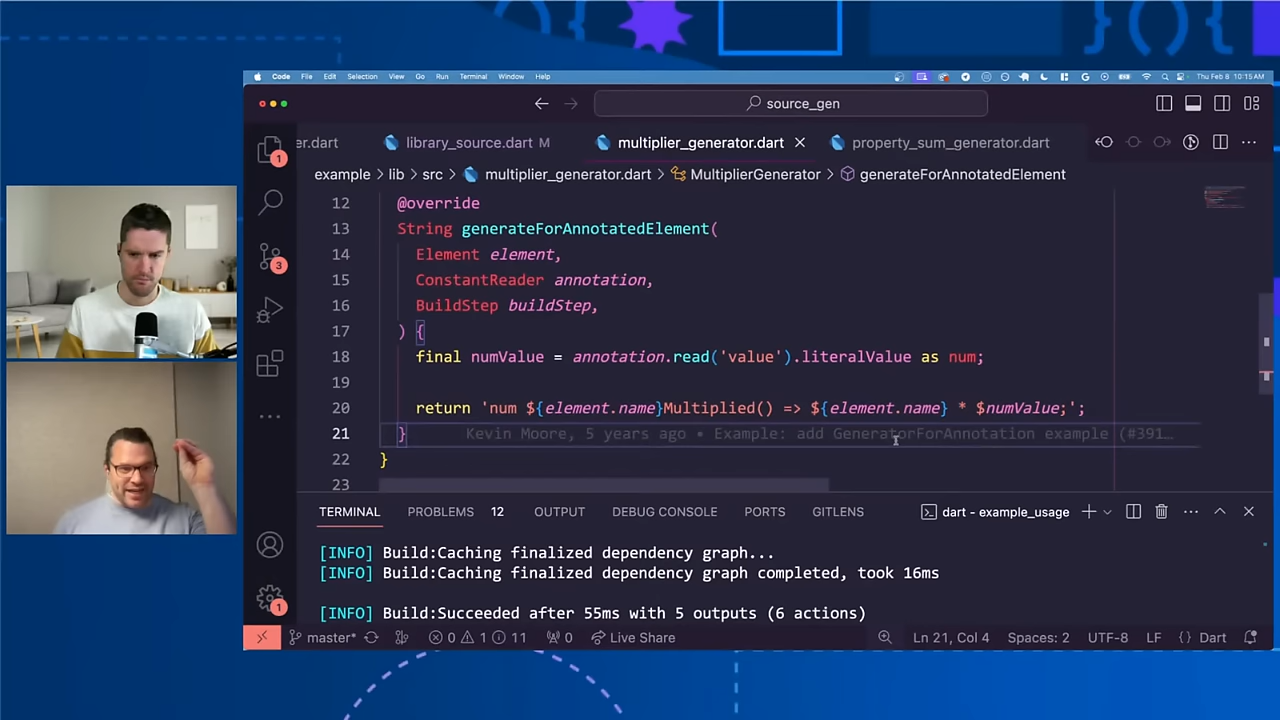 Code File Edit Selection View Go Run Terminal Window Help Thu Feb 8 10:15AM
source_gen
er.dart library_source.dart M multiplier_generator.dart property_sum_generator.dart
example > lib > src > multiplier_generator.dart > MultiplierGenerator > generateForAnnotatedElement
12 @override
13 String generateForAnnotatedElement(
14 Element element,
15 ConstantReader annotation,
16 BuildStep buildStep,
17 ) {
18 final numValue = annotation.read('value').literalValue as num;
19
20 return 'num ${element.name}Multiplied() => ${element.name} * $numValue;';
21 } Kevin Moore, 5 years ago • Example: add GeneratorForAnnotation example (#391…
22 }
23
1
3
1
TERMINAL PROBLEMS 12 OUTPUT DEBUG CONSOLE PORTS GITLENS dart - example_usage
[INFO] Build:Caching finalized dependency graph...
[INFO] Build:Caching finalized dependency graph completed, took 16ms
[INFO] Build:Succeeded after 55ms with 5 outputs (6 actions)
master* 0 1 11 0 Live Share Ln 21, Col 4 Spaces: 2 UTF-8 LF {} Dart